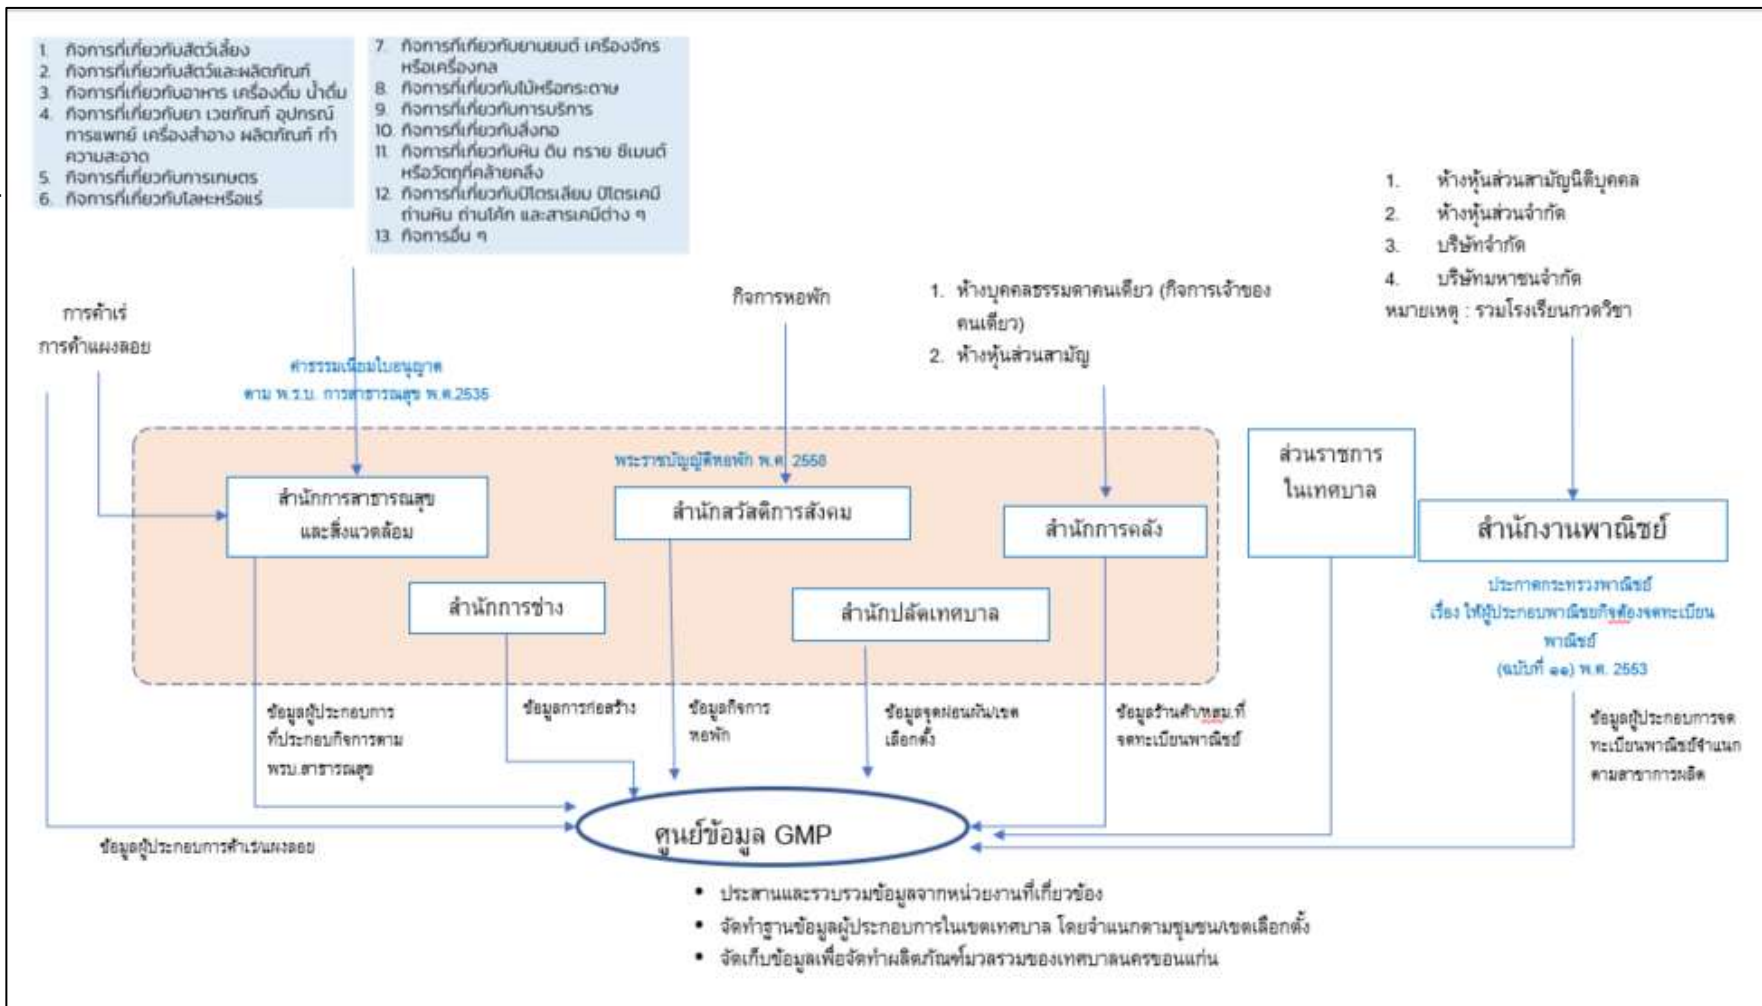 1. กิจการที่เกี่ยวกับสัตว์เลี้ยง
2. กิจการที่เกี่ยวกับสัตว์และผลิตภัณฑ์
3. กิจการที่เกี่ยวกับอาหาร เครื่องดื่ม น้ำดื่ม
4. กิจการที่เกี่ยวกับยา เวชภัณฑ์ อุปกรณ์
การแพทย์ เครื่องสำอาง ผลิตภัณฑ์ ทำ
ความสะอาด
5. กิจการที่เกี่ยวกับการเกษตร
6. กิจการที่เกี่ยวกับโลหะหรือแร่
7. กิจการที่เกี่ยวกับยานยนต์ เครื่องจักร
หรือเครื่องกล
8. กิจการที่เกี่ยวกับไม้หรือกระดาษ
9. กิจการที่เกี่ยวกับการบริการ
10. กิจการที่เกี่ยวกับสิ่งทอ
11. กิจการที่เกี่ยวกับหิน ดิน ทราย ซีเมนต์
หรือวัตถุที่คล้ายคลึง
12. กิจการที่เกี่ยวกับปิโตรเลียม ปิโตรเคมี
ถ่านหิน ถ่านโค้ก และสารเคมีต่าง ๆ
13. กิจการอื่น ๆ
1. ห้างหุ้นส่วนสามัญนิติบุคคล
2. ห้างหุ้นส่วนจำกัด
3. บริษัทจำกัด
4. บริษัทมหาชนจำกัด
หมายเหตุ : รวมโรงเรียนกวดวิชา
การค้าเร่
การค้าแผงลอย
กิจการหอพัก
1. ห้างบุคคลธรรมดาคนเดียว (กิจการเจ้าของ
คนเดียว)
2. ห้างหุ้นส่วนสามัญ
ค่าธรรมเนียมใบอนุญาต
ตาม พ.ร.บ. การสาธารณสุข พ.ศ.2535
พระราชบัญญัติหอพัก พ.ศ. 2558
สำนักการสาธารณสุข
และสิ่งแวดล้อม
สำนักสวัสดิการสังคม
สำนักการคลัง
ส่วนราชการ
ในเทศบาล
สำนักงานพาณิชย์
สำนักการช่าง
สำนักปลัดเทศบาล
ประกาศกระทรวงพาณิชย์
เรื่อง ให้ผู้ประกอบพาณิชยกิจต้องจดทะเบียน
พาณิชย์
(ฉบับที่ ๑๑) พ.ศ. 2553
ข้อมูลผู้ประกอบการ
ที่ประกอบกิจการตาม
พรบ.สาธารณสุข
ข้อมูลการก่อสร้าง
ข้อมูลกิจการ
หอพัก
ข้อมูลจุดผ่อนผัน/เขต
เลือกตั้ง
ข้อมูลร้านค้า/หสม.ที่
จดทะเบียนพาณิชย์
ข้อมูลผู้ประกอบการจด
ทะเบียนพาณิชย์จำแนก
ตามสาขาการผลิต
ข้อมูลผู้ประกอบการค้าเร่/แผงลอย
ศูนย์ข้อมูล GMP
• ประสานและรวบรวมข้อมูลจากหน่วยงานที่เกี่ยวข้อง
• จัดทำฐานข้อมูลผู้ประกอบการในเขตเทศบาล โดยจำแนกตามชุมชน/เขตเลือกตั้ง
• จัดเก็บข้อมูลเพื่อจัดทำผลิตภัณฑ์มวลรวมของเทศบาลนครขอนแก่น